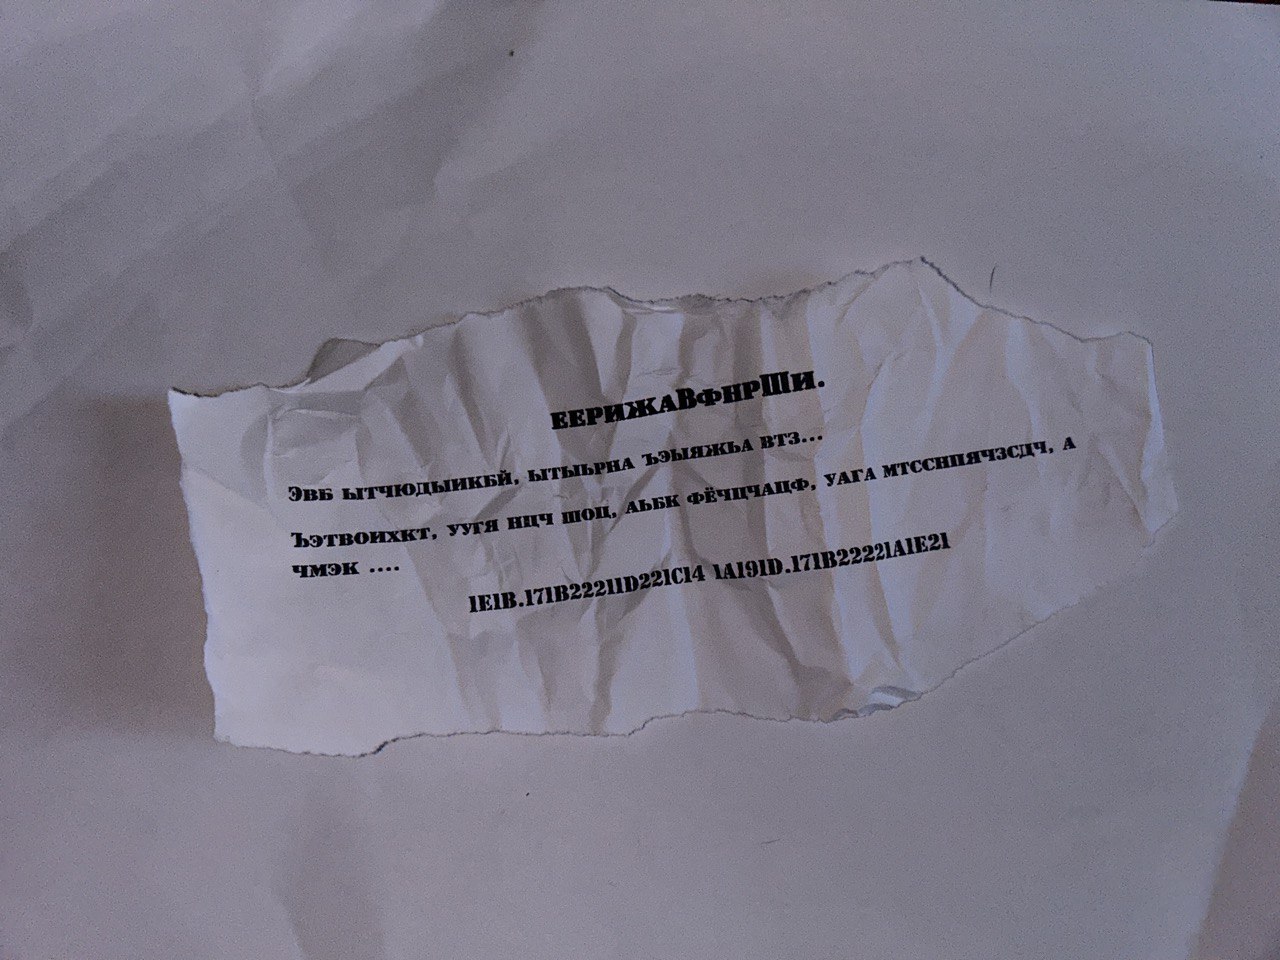 ЕЕРИЖАВФНРШИ.
ЭВБ ЫТЧЮДЫИКБЙ, ЫТЫЬРНА ЪЭЫЯЖЬА ВТЗ...
ЪЭТВОИХКТ, УУГЯ НЦЧ ШОЦ, АЬБК ФЁЧЦЧАЦФ, УАГА МТССНПЯЧЗСДЧ, А
ЧМЭК ....
1E1B.171B22211D221C14 1A191D.171B22221A1E21